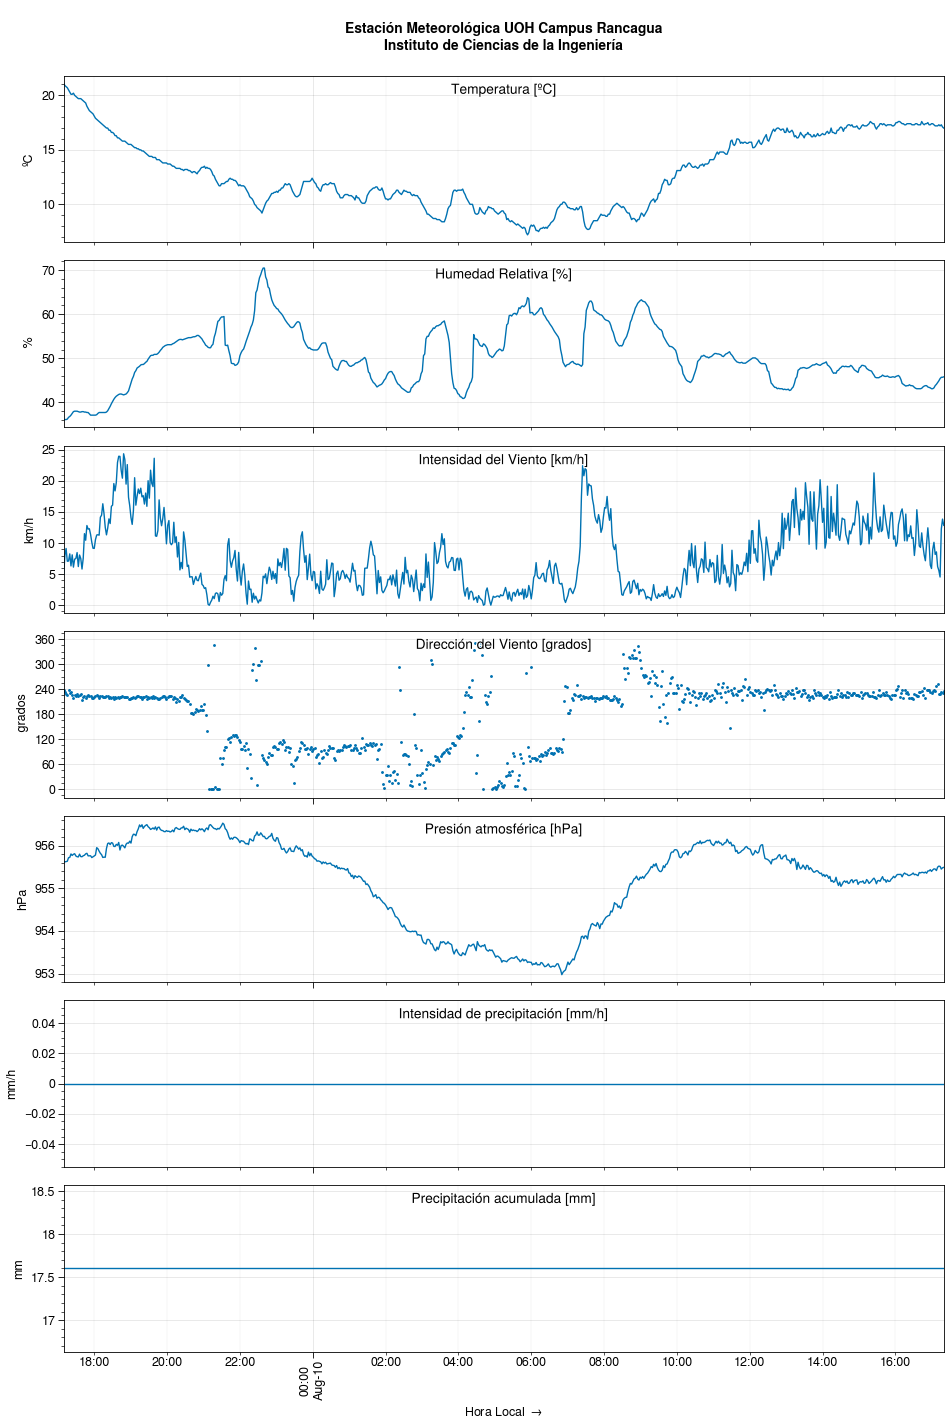 Estación Meteorológica UOH Campus Rancagua
Instituto de Ciencias de la Ingeniería
Temperatura [ºC]
ºC
20
15
10
Humedad Relativa [%]
%
70
60
50
40
Intensidad del Viento [km/h]
km/h
25
20
15
10
5
0
Dirección del Viento [grados]
grados
360
300
240
180
120
60
0
Presión atmosférica [hPa]
hPa
956
955
954
953
Intensidad de precipitación [mm/h]
mm/h
0.04
0.02
0
−0.02
−0.04
Precipitación acumulada [mm]
mm
18.5
18
17.5
17
18:00 20:00 22:00 00:00 02:00 04:00 06:00 08:00 10:00 12:00 14:00 16:00
Aug-10
Hora Local →